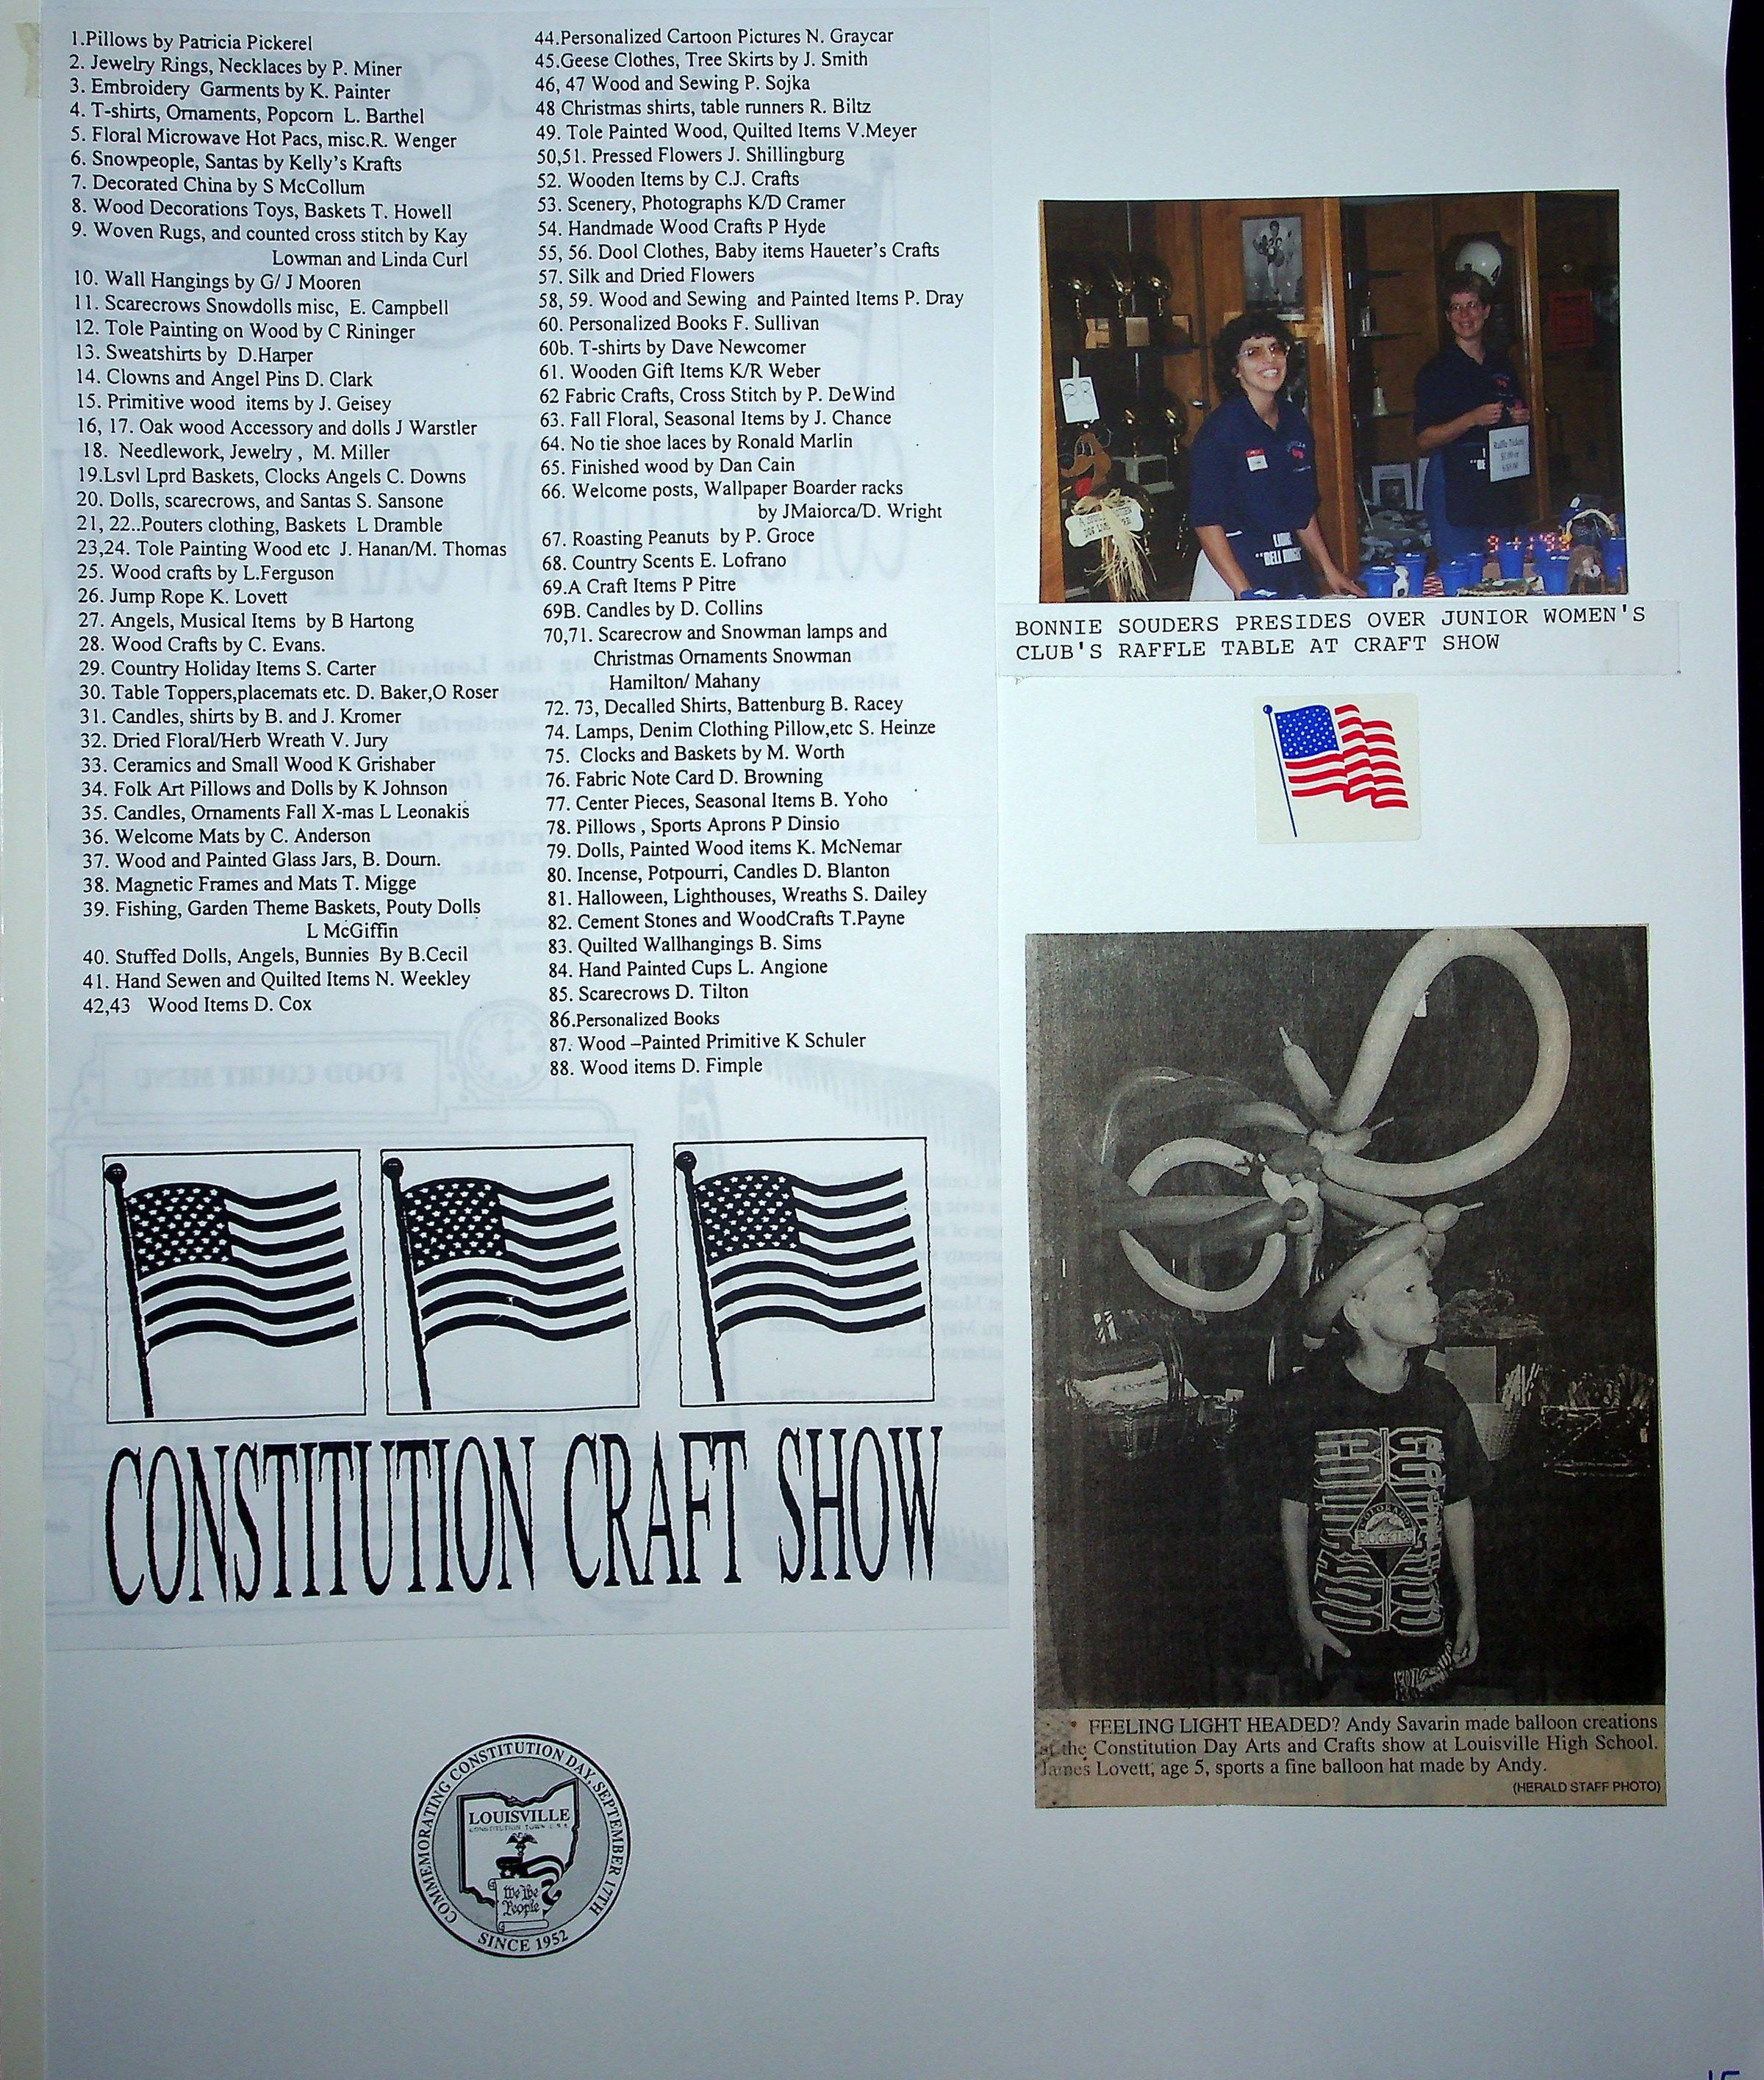 1.Pillows by Patricia Pickerel
2. Jewelry Rings, Necklaces by P. Miner
3. Embroidery Garments by K. Painter
4. T-shirts, Ornaments, Popcorn L. Barthel
5. Floral Microwave Hot Pacs, misc.R. Wenger
6. Snowpeople, Santas by Kelly's Krafts
7. Decorated China by S McCollum
8. Wood Decorations Toys, Baskets T. Howell
9. Woven Rugs, and counted cross stitch by Kay
Lowman and Linda Curl
10. Wall Hangings by G/ J Mooren
11. Scarecrows Snowdolls misc, E. Campbell
12. Tole Painting on Wood by C Rininger
13. Sweatshirts by D.Harper
14. Clowns and Angel Pins D. Clark
15. Primitive wood items by J. Geisey
16, 17. Oak wood Accessory and dolls J Warstler
18. Needlework, Jewelry , M. Miller
19.Lsvl Lprd Baskets, Clocks Angels C. Downs
20. Dolls, scarecrows, and Santas S. Sansone
21, 22..Pouters clothing, Baskets L Dramble
23,24. Tole Painting Wood etc J. Hanan/M. Thomas
25. Wood crafts by L.Ferguson
26. Jump Rope K. Lovett
27. Angels, Musical Items by B Hartong
28. Wood Crafts by C. Evans.
29. Country Holiday Items S. Carter
30. Table Toppers,placemats etc. D. Baker,O Roser
31. Candles, shirts by B. and J. Kromer
32. Dried Floral/Herb Wreath V. Jury
33. Ceramics and Small Wood K Grishaber
34. Folk Art Pillows and Dolls by K Johnson
35. Candles, Ornaments Fall X-mas L Leonakis
36. Welcome Mats by C. Anderson
37. Wood and Painted Glass Jars, B. Dourn.
38. Magnetic Frames and Mats T. Migge
39. Fishing, Garden Theme Baskets, Pouty Dolls
L McGiffin
40. Stuffed Dolls, Angels, Bunnies By B.Cecil
41. Hand Sewen and Quilted Items N. Weekley
42,43 Wood Items D. Cox
44.Personalized Cartoon Pictures N. Graycar
45.Geese Clothes, Tree Skirts by J. Smith
46, 47 Wood and Sewing P. Sojka
48 Christmas shirts, table runners R. Biltz
49. Tole Painted Wood, Quilted Items V.Meyer
50,51. Pressed Flowers J. Shillingburg
52. Wooden Items by C.J. Crafts
53. Scenery, Photographs K/D Cramer
54. Handmade Wood Crafts P Hyde
55, 56. Dool Clothes, Baby items Haueter's Crafts
57. Silk and Dried Flowers
58, 59. Wood and Sewing and Painted Items P. Dray
60. Personalized Books F. Sullivan
60b. T-shirts by Dave Newcomer
61. Wooden Gift Items K/R Weber
62 Fabric Crafts, Cross Stitch by P. DeWind
63. Fall Floral, Seasonal Items by J. Chance
64. No tie shoe laces by Ronald Marlin
65. Finished wood by Dan Cain
66. Welcome posts, Wallpaper Boarder racks
by JMaiorca/D. Wright
67. Roasting Peanuts by P. Groce
68. Country Scents E. Lofrano
69.A Craft Items P Pitre
69B. Candles by D. Collins
70,71. Scarecrow and Snowman lamps and
Christmas Ornaments Snowman
Hamilton/ Mahany
72. 73, Decalled Shirts, Battenburg B. Racey
74. Lamps, Denim Clothing Pillow,etc S. Heinze
75. Clocks and Baskets by M. Worth
76. Fabric Note Card D. Browning
77. Center Pieces, Seasonal Items B. Yoho
78. Pillows , Sports Aprons P Dinsio
79. Dolls, Painted Wood items K. McNemar
80. Incense, Potpourri, Candles D. Blanton
81. Halloween, Lighthouses, Wreaths S. Dailey
82. Cement Stones and WoodCrafts T.Payne
83. Quilted Wallhangings B. Sims
84. Hand Painted Cups L. Angione
85. Scarecrows D. Tilton
86.Personalized Books
87. Wood –Painted Primitive K Schuler
88. Wood items D. Fimple
CONSTITUTION CRAFT SHOW
COMMEMORATING CONSTITUTION DAY, SEPTEMBER 17TH
LOUISVILLE
CONSTITUTION TOWN U.S.A.
We the
People
SINCE 1952
Raffle Tickets
BONNIE SOUDERS PRESIDES OVER JUNIOR WOMEN'S
CLUB'S RAFFLE TABLE AT CRAFT SHOW
COLORADO
ROCKIES
FEELING LIGHT HEADED? Andy Savarin made balloon creations
at the Constitution Day Arts and Crafts show at Louisville High School.
James Lovett, age 5, sports a fine balloon hat made by Andy.
(HERALD STAFF PHOTO)
15